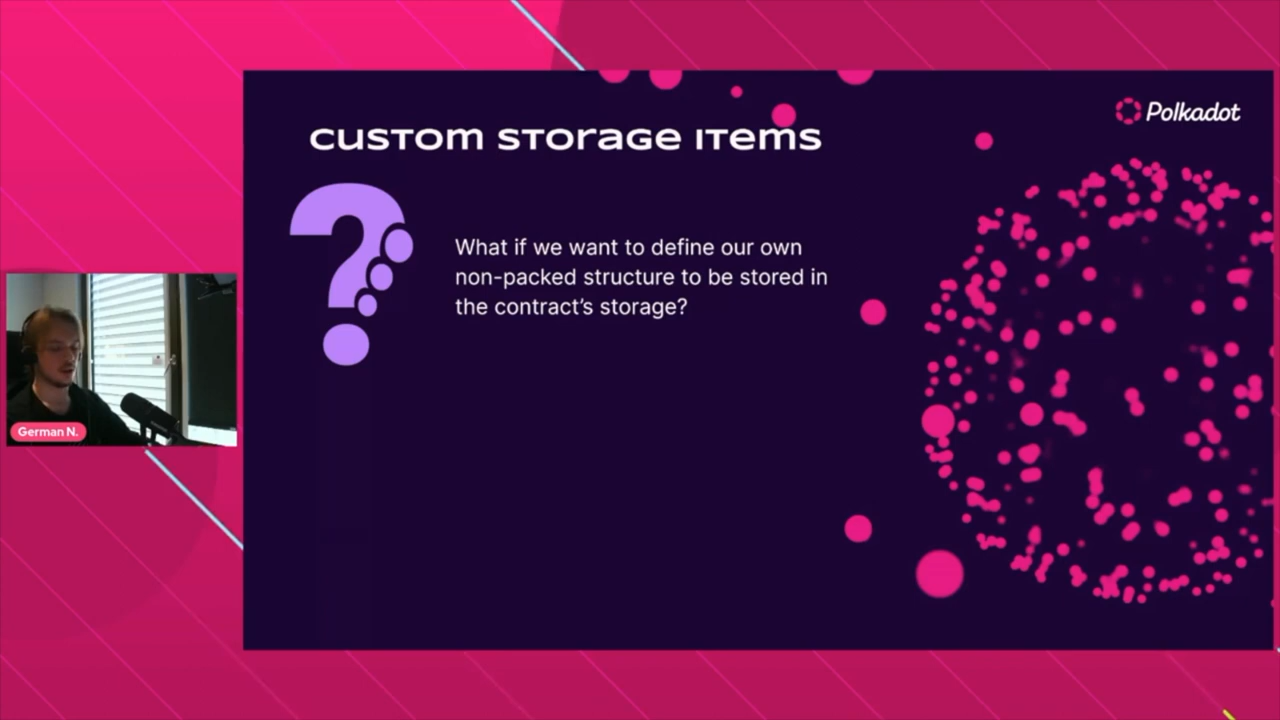 Polkadot
CUSTOM STORAGE ITEMS
?
What if we want to define our own
non-packed structure to be stored in
the contract’s storage?
German N.